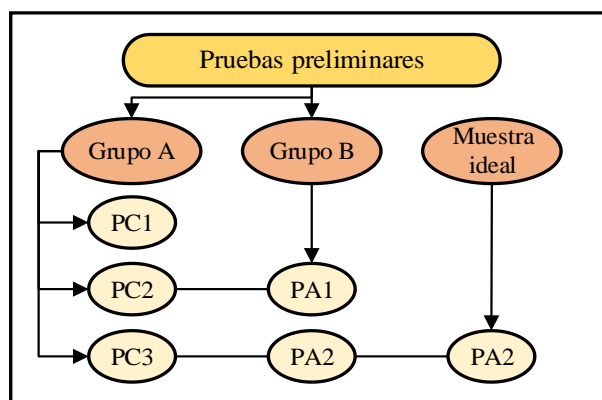 Pruebas preliminares
Grupo A
Grupo B
Muestra
ideal
PC1
PC2
PA1
PC3
PA2
PA2